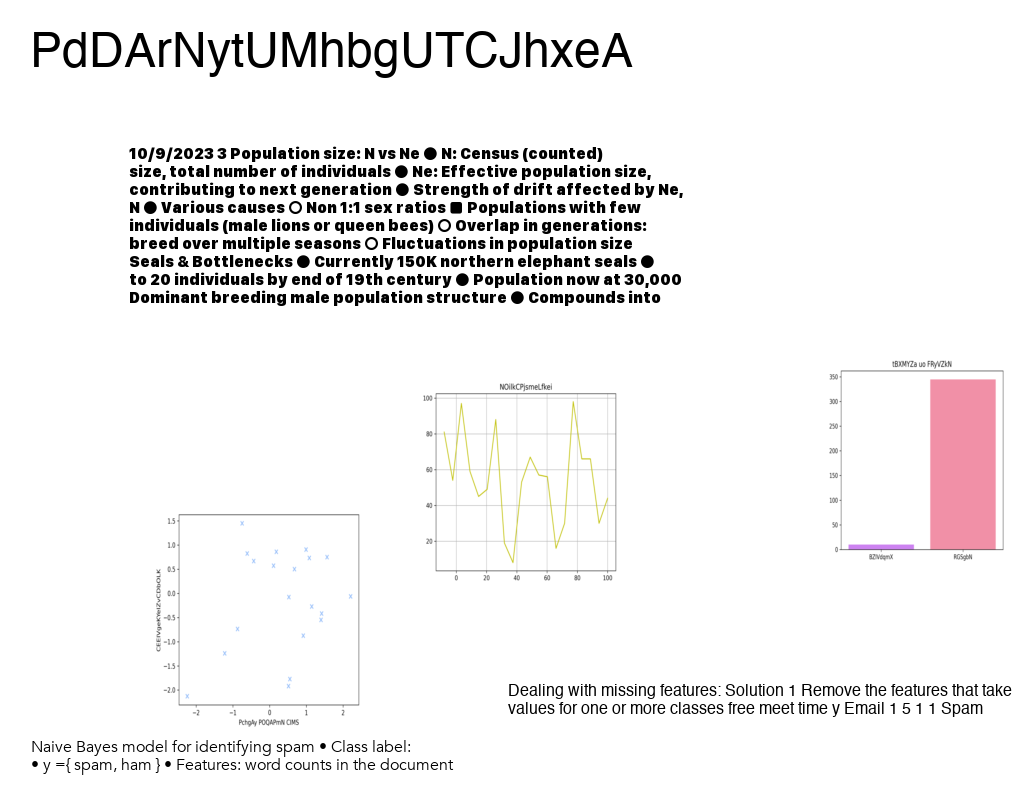 PdDArNytUMhbgUTCJhxeA
10/9/2023 3 Population size: N vs Ne ● N: Census (counted)
size, total number of individuals ● Ne: Effective population size,
contributing to next generation ● Strength of drift affected by Ne,
N ● Various causes ○ Non 1:1 sex ratios ■ Populations with few
individuals (male lions or queen bees) ○ Overlap in generations:
breed over multiple seasons ○ Fluctuations in population size
Seals & Bottlenecks ● Currently 150K northern elephant seals ●
to 20 individuals by end of 19th century ● Population now at 30,000
Dominant breeding male population structure ● Compounds into
tBXMYZa uo FRyVZkN
350
300
250
200
150
100
50
0
BZIVdqmX RGSgbN
NOiIkCPjsmeLfkei
100
80
60
40
20
0 20 40 60 80 100
1.5
1.0
0.5
0.0
−0.5
−1.0
−1.5
−2.0
−2 −1 0 1 2
PchgAy PDQAPmN CIMS
Dealing with missing features: Solution 1 Remove the features that take
values for one or more classes free meet time y Email 1 5 1 1 Spam
Naive Bayes model for identifying spam • Class label:
• y ={ spam, ham } • Features: word counts in the document